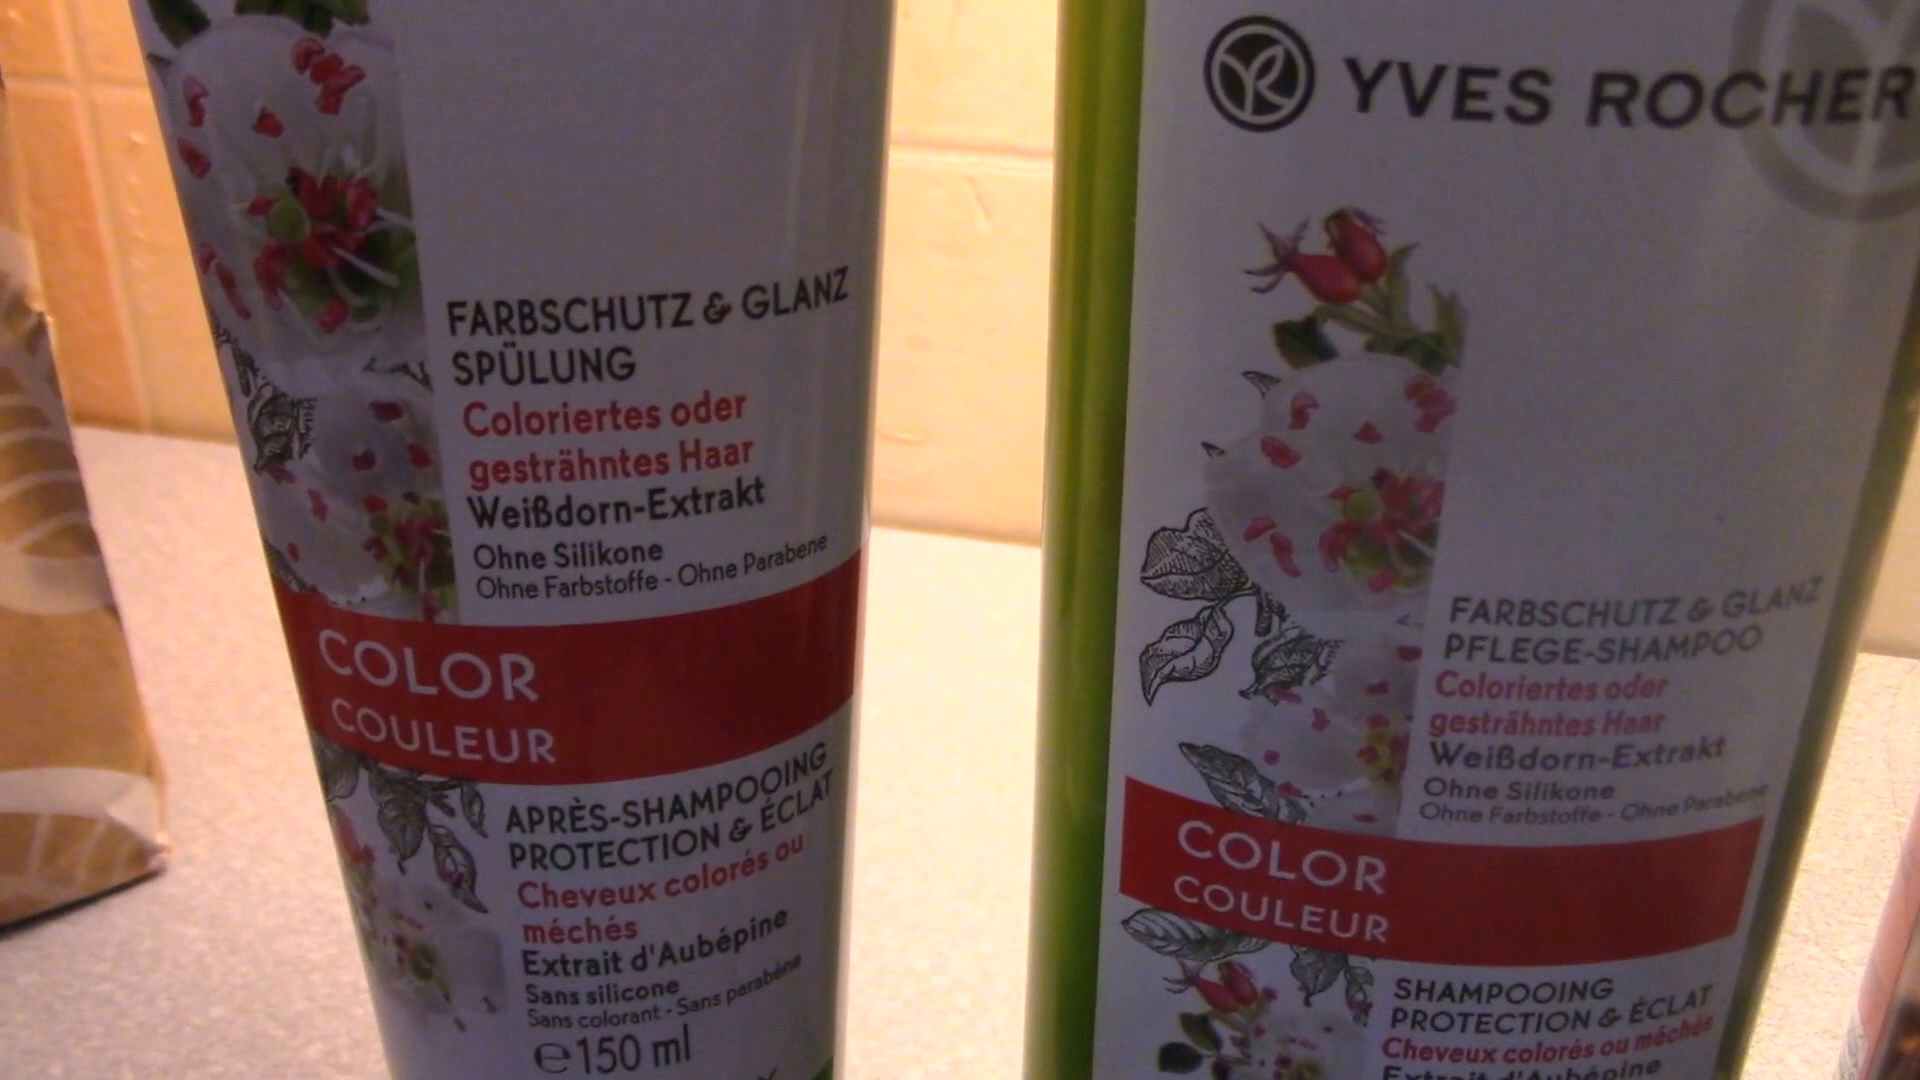 FARBSCHUTZ & GLANZ
SPÜLUNG
Coloriertes oder
gesträhntes Haar
Weißdorn-Extrakt
Ohne Silikone
Ohne Farbstoffe - Ohne Parabene
COLOR
COULEUR
APRÈS-SHAMPOOING
PROTECTION & ÉCLAT
Cheveux colorés ou
méchés
Extrait d'Aubépine
Sans silicone
Sans colorant - Sans parabène
℮150 ml
YVES ROCHER
FARBSCHUTZ & GLANZ
PFLEGE-SHAMPOO
Coloriertes oder
gesträhntes Haar
Weißdorn-Extrakt
Ohne Silikone
Ohne Farbstoffe - Ohne Parabene
COLOR
COULEUR
SHAMPOOING
PROTECTION & ÉCLAT
Cheveux colorés ou méchés
Extrait d'Aubépine